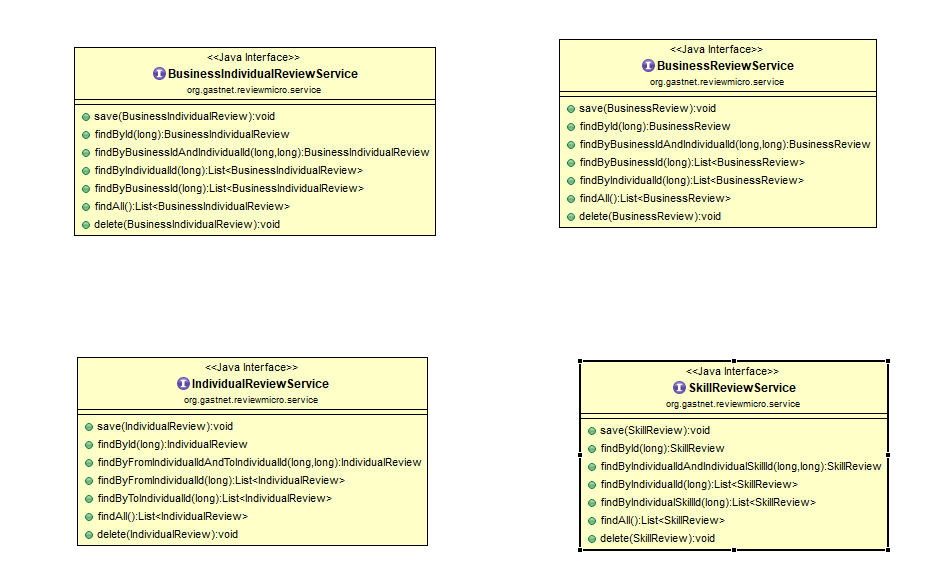 <<Java Interface>>
BusinessIndividualReviewService
org.gastnet.reviewmicro.service
save(BusinessIndividualReview):void
findById(long):BusinessIndividualReview
findByBusinessIdAndIndividualId(long,long):BusinessIndividualReview
findByIndividualId(long):List<BusinessIndividualReview>
findByBusinessId(long):List<BusinessIndividualReview>
findAll():List<BusinessIndividualReview>
delete(BusinessIndividualReview):void
<<Java Interface>>
BusinessReviewService
org.gastnet.reviewmicro.service
save(BusinessReview):void
findById(long):BusinessReview
findByBusinessIdAndIndividualId(long,long):BusinessReview
findByBusinessId(long):List<BusinessReview>
findByIndividualId(long):List<BusinessReview>
findAll():List<BusinessReview>
delete(BusinessReview):void
<<Java Interface>>
IndividualReviewService
org.gastnet.reviewmicro.service
save(IndividualReview):void
findById(long):IndividualReview
findByFromIndividualIdAndToIndividualId(long,long):IndividualReview
findByFromIndividualId(long):List<IndividualReview>
findByToIndividualId(long):List<IndividualReview>
findAll():List<IndividualReview>
delete(IndividualReview):void
<<Java Interface>>
SkillReviewService
org.gastnet.reviewmicro.service
save(SkillReview):void
findById(long):SkillReview
findByIndividualIdAndIndividualSkillId(long,long):SkillReview
findByIndividualId(long):List<SkillReview>
findByIndividualSkillId(long):List<SkillReview>
findAll():List<SkillReview>
delete(SkillReview):void